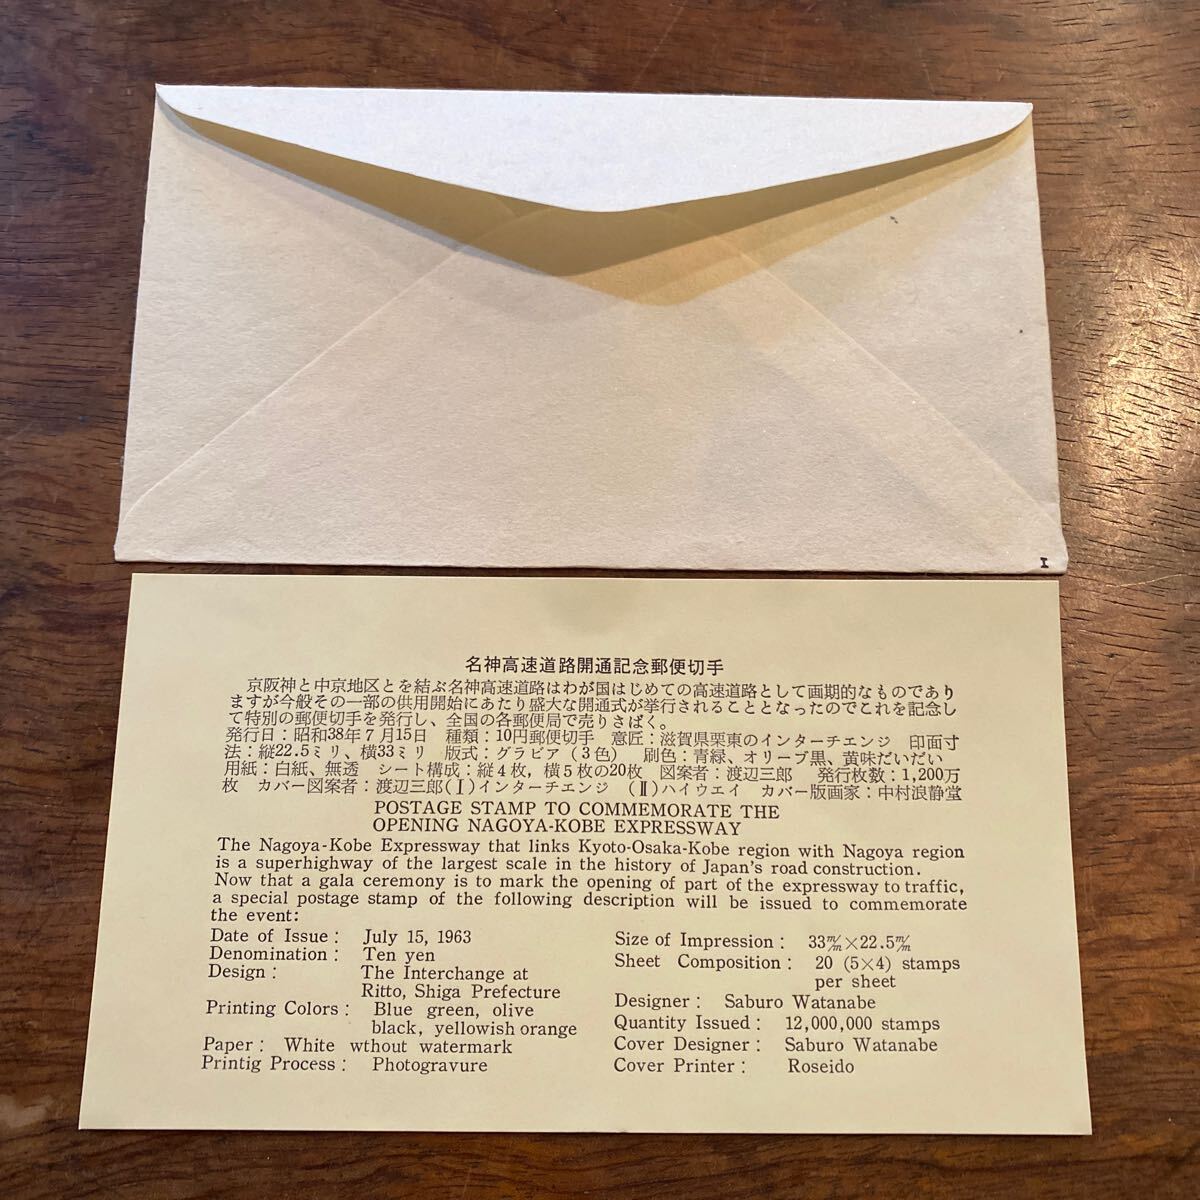 I
名神高速道路開通記念郵便切手
京阪神と中京地区とを結ぶ名神高速道路はわが国はじめての高速道路として画期的なものであり
ますが今般その一部の供用開始にあたり盛大な開通式が挙行されることとなったのでこれを記念し
て特別の郵便切手を発行し、全国の各郵便局で売りさばく。
発行日:昭和38年7月15日 種類:10円郵便切手 意匠:滋賀県栗東のインターチエンジ 印面寸
法:縦22.5ミリ、横33ミリ 版式:グラビア(3色) 刷色:青緑、オリーブ黒、黄味だいだい
用紙:白紙、無透 シート構成:縦4枚,横5枚の20枚 図案者:渡辺三郎 発行枚数:1,200万
枚 カバー図案者:渡辺三郎(I)インターチエンジ (II)ハイウエイ カバー版画家:中村浪静堂
POSTAGE STAMP TO COMMEMORATE THE
OPENING NAGOYA-KOBE EXPRESSWAY
The Nagoya-Kobe Expressway that links Kyoto-Osaka-Kobe region with Nagoya region
is a superhighway of the largest scale in the history of Japan's road construction.
Now that a gala ceremony is to mark the opening of part of the expressway to traffic,
a special postage stamp of the following description will be issued to commemorate
the event:
Date of Issue: July 15, 1963
Denomination: Ten yen
Design: The Interchange at
Ritto, Shiga Prefecture
Printing Colors: Blue green, olive
black, yellowish orange
Paper: White wthout watermark
Printig Process: Photogravure
Size of Impression: 33m/m×22.5m/m
Sheet Composition: 20 (5×4) stamps
per sheet
Designer: Saburo Watanabe
Quantity Issued: 12,000,000 stamps
Cover Designer: Saburo Watanabe
Cover Printer: Roseido